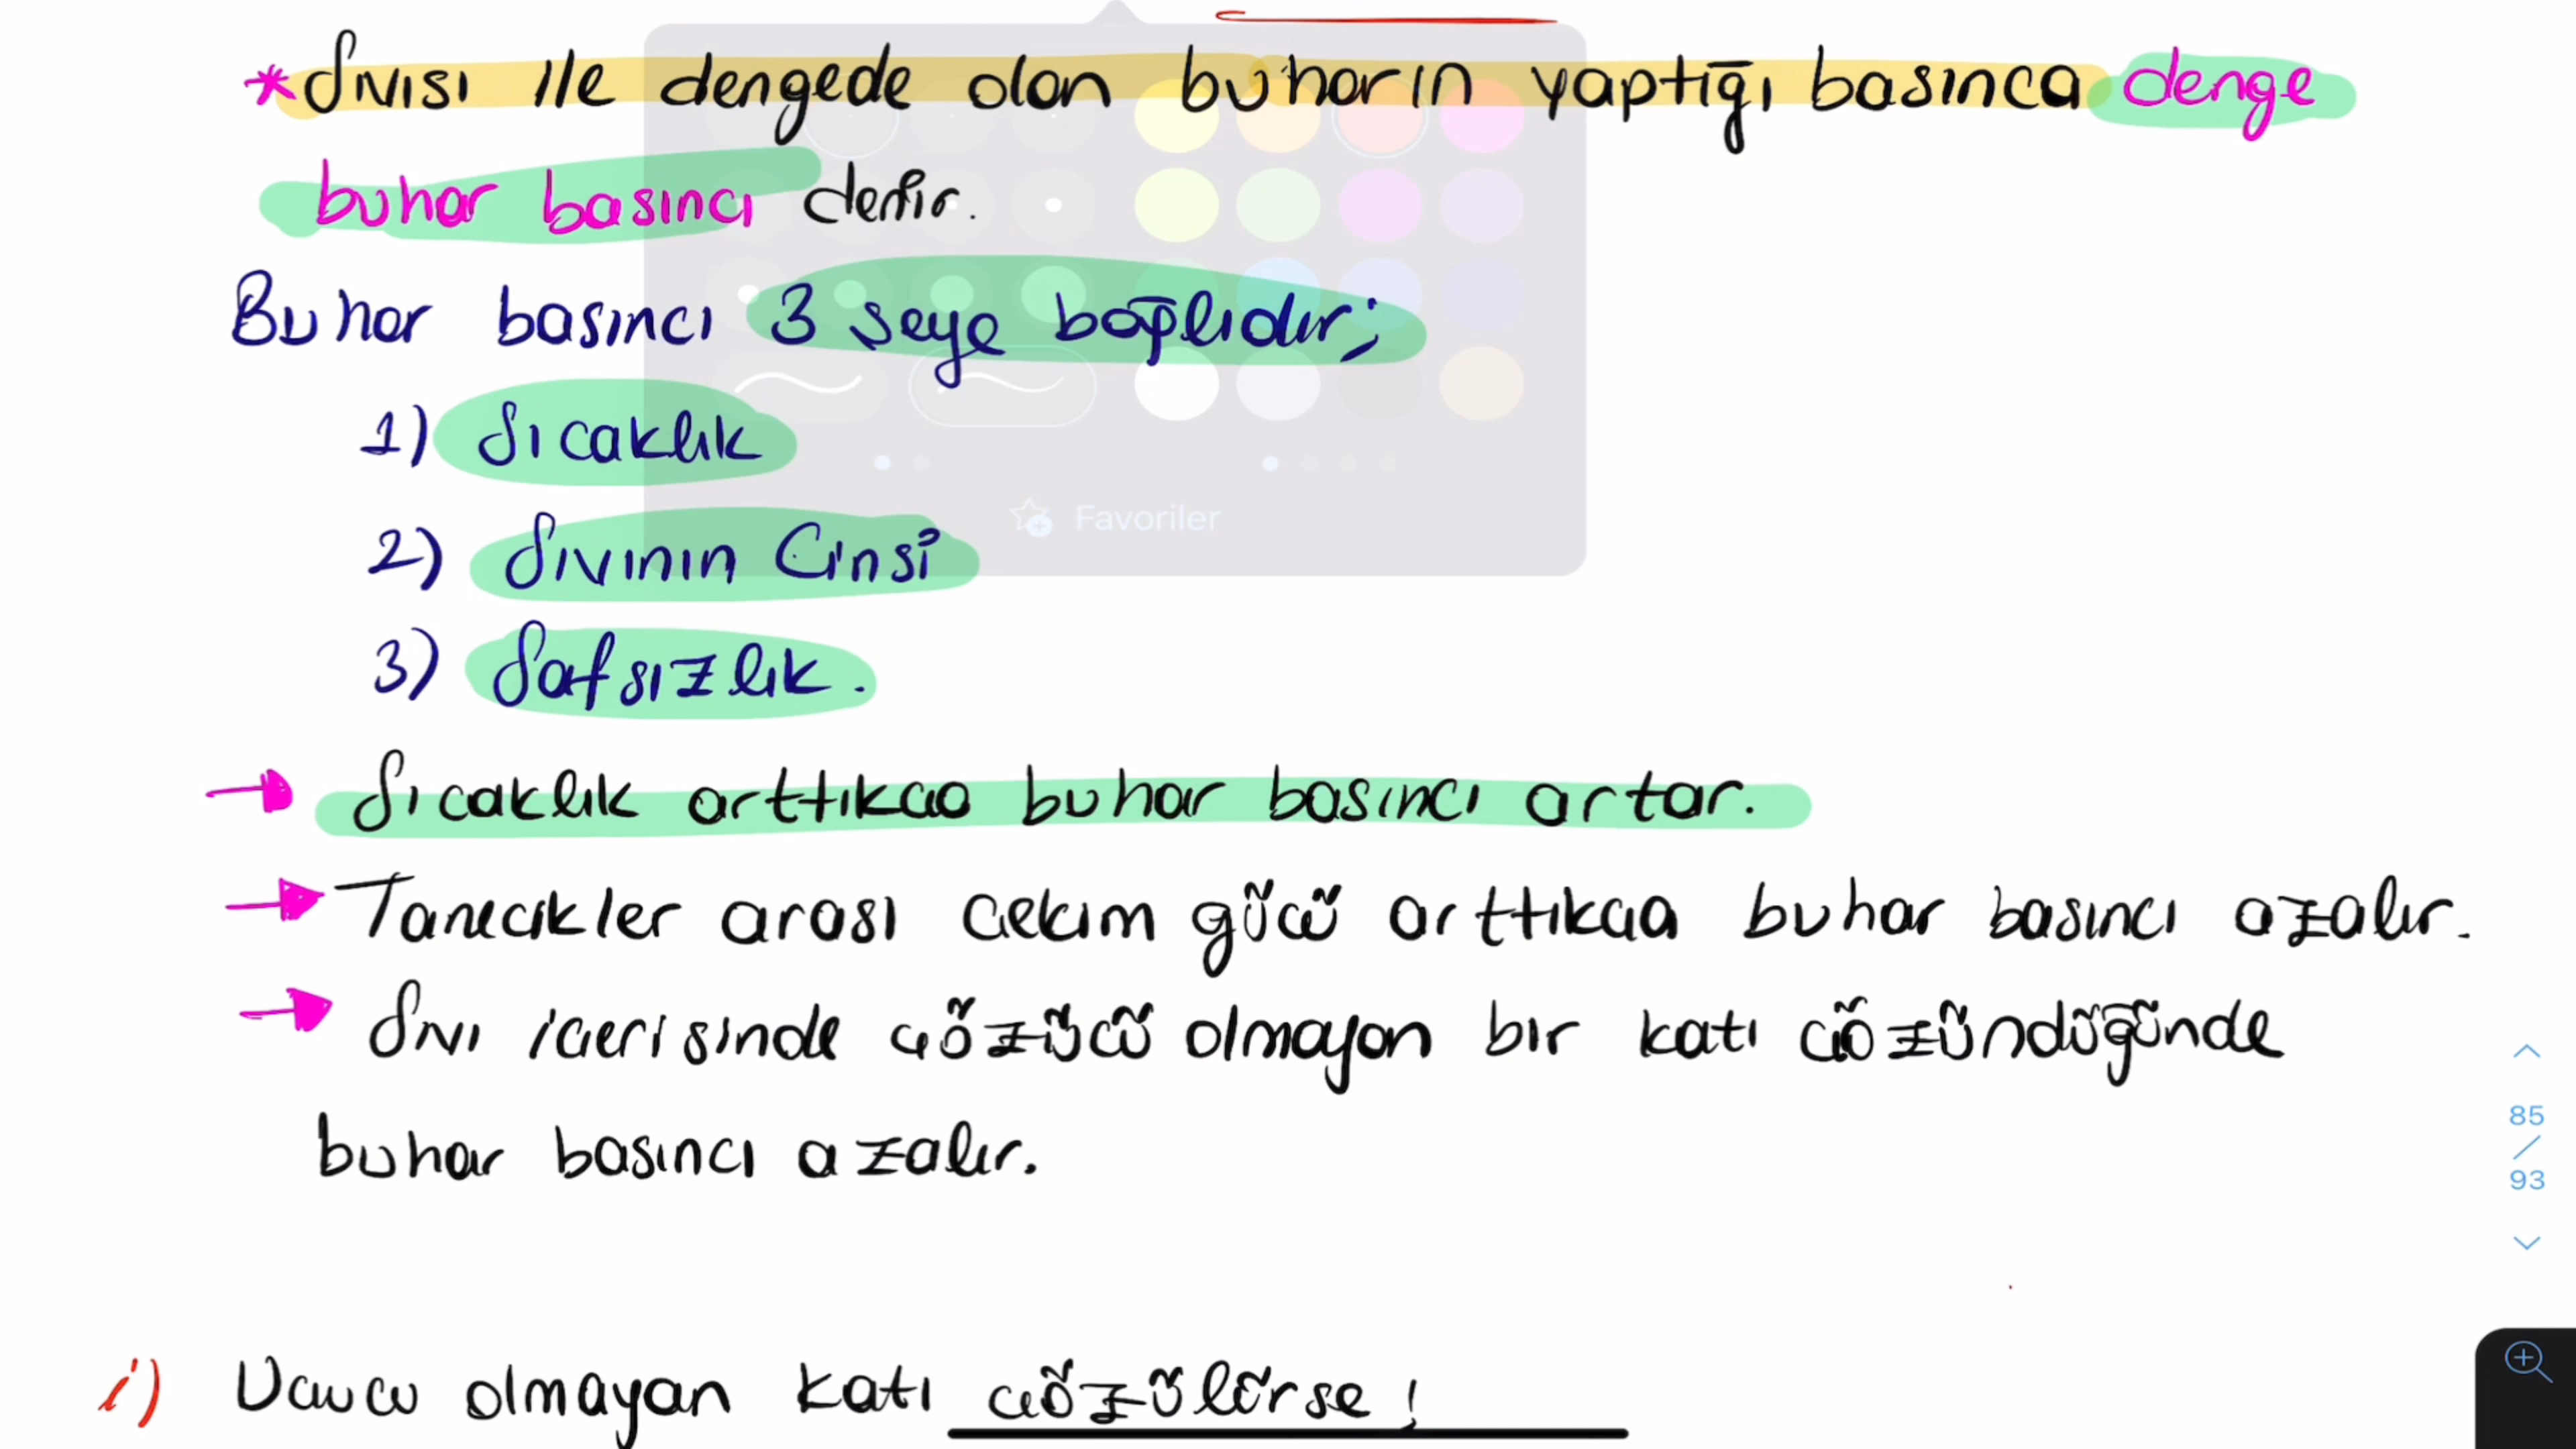 *Sıvısı ile dengede olan buharın yaptığı basınca denge
buhar basıncı denir.
Buhar basıncı 3 şeye bağlıdır;
Favoriler
1) Sıcaklık
2) Sıvının Cinsi
3) Safsızlık.
→ Sıcaklık arttıkça buhar basıncı artar.
→ Tanecikler arası çekim gücü arttıkça buhar basıncı azalır.
→ Sıvı içerisinde çözücü olmayan bir katı çözündüğünde
buhar basıncı azalır.
85
/
93
i) Uçucu olmayan katı çözülürse;